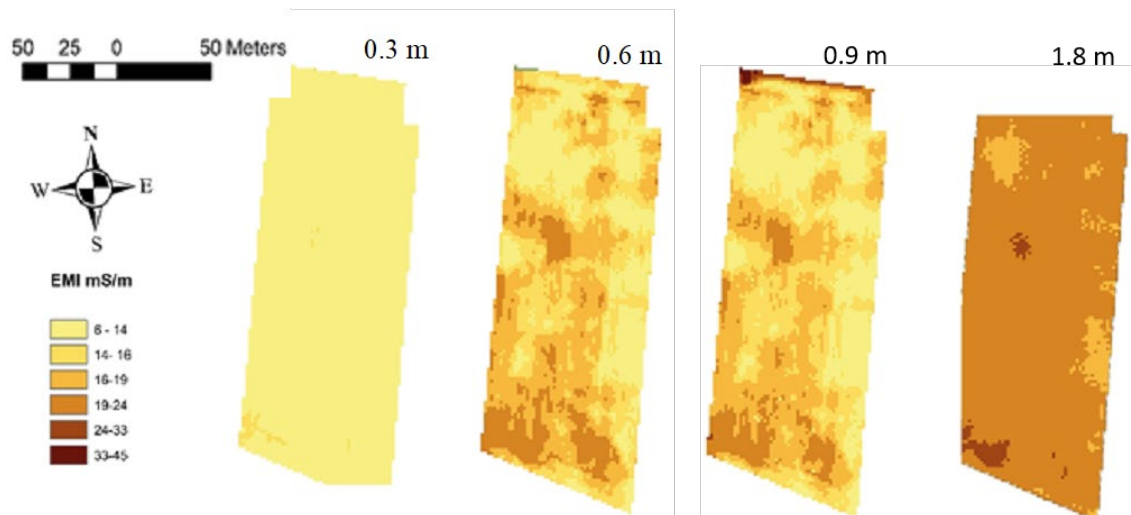 50 25 0 50 Meters
0.3 m
0.6 m
0.9 m
1.8 m
N
W E
S
EMI mS/m
6 - 14
14- 16
16-19
19-24
24-33
33-45